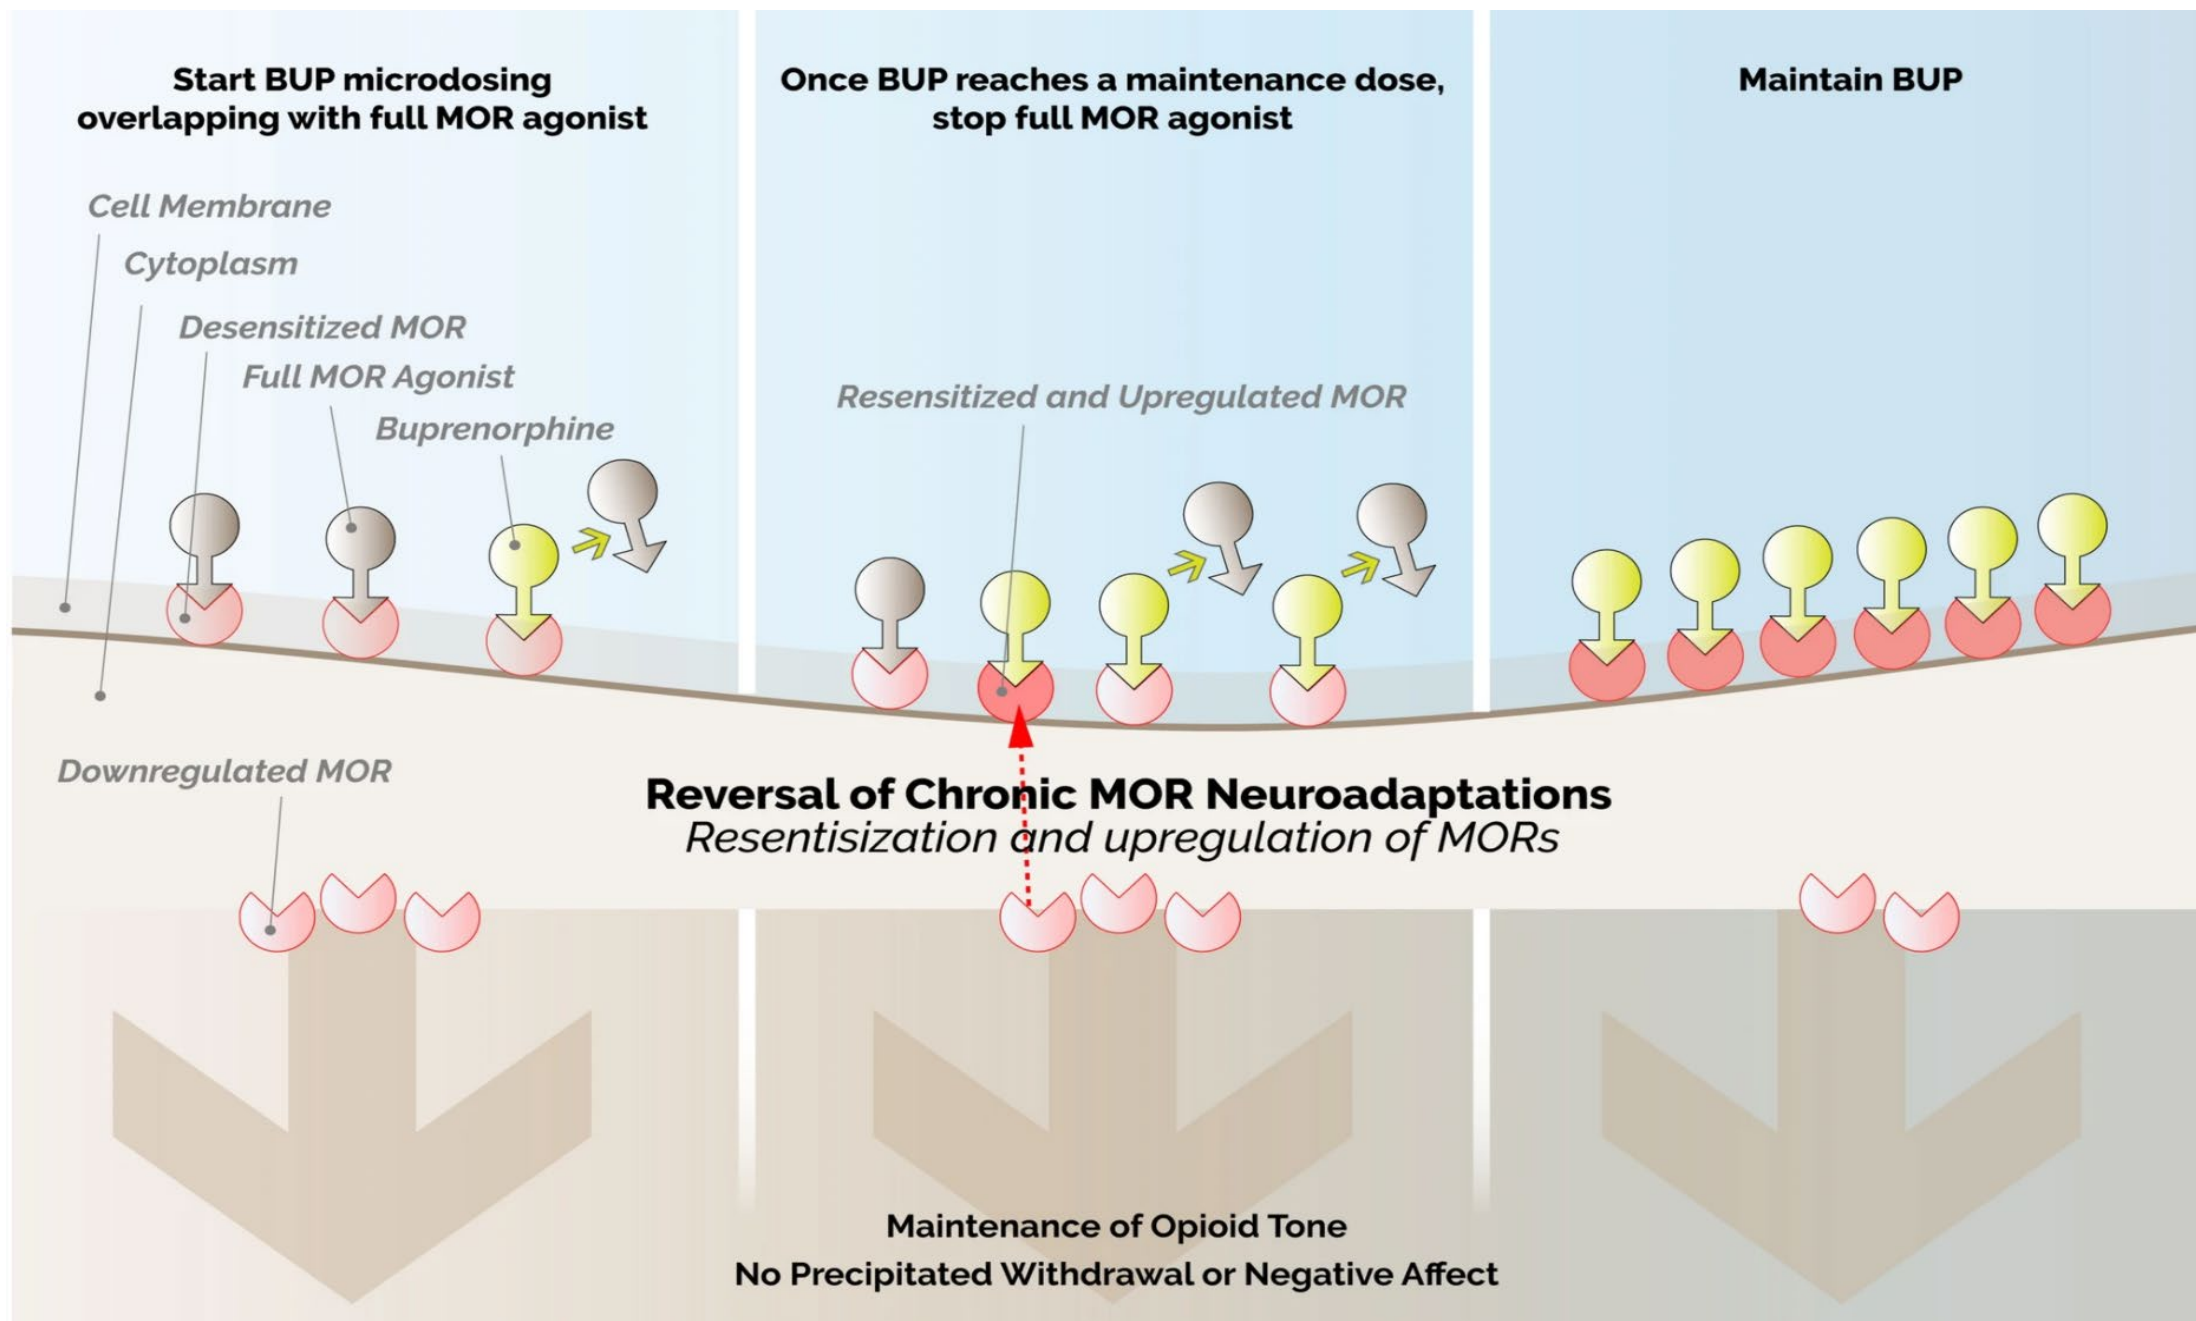 Start BUP microdosing
overlapping with full MOR agonist
Cell Membrane
Cytoplasm
Desensitized MOR
Full MOR Agonist
Buprenorphine
Downregulated MOR
Once BUP reaches a maintenance dose,
stop full MOR agonist
Resensitized and Upregulated MOR
Maintain BUP
Reversal of Chronic MOR Neuroadaptations
Resentisization and upregulation of MORs
Maintenance of Opioid Tone
No Precipitated Withdrawal or Negative Affect